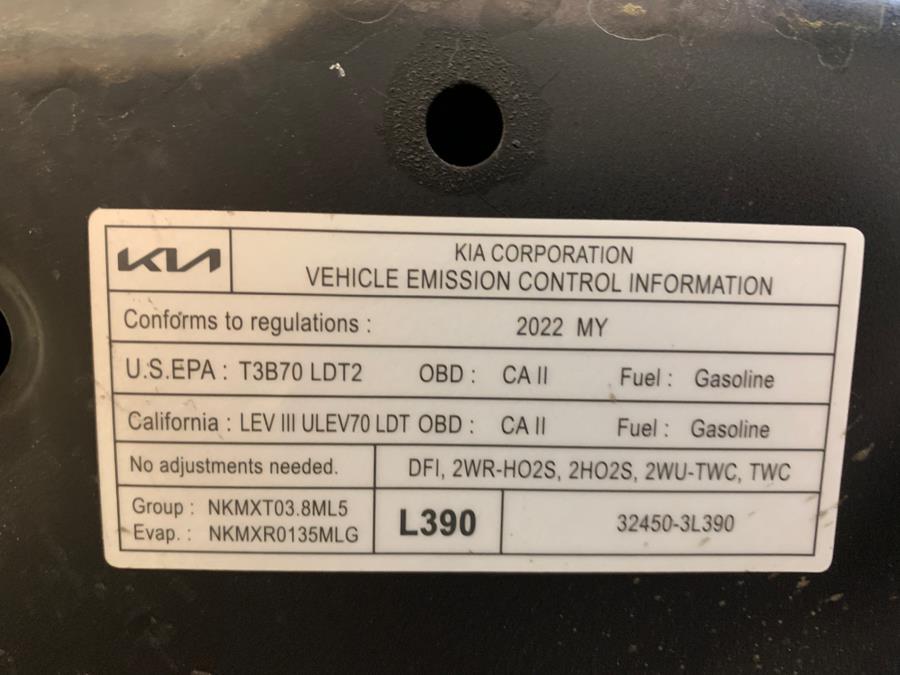 KIA
KIA CORPORATION
VEHICLE EMISSION CONTROL INFORMATION
Conforms to regulations : 2022 MY
U.S.EPA : T3B70 LDT2 OBD : CA II Fuel : Gasoline
California : LEV III ULEV70 LDT OBD : CA II Fuel : Gasoline
No adjustments needed. DFI, 2WR-HO2S, 2HO2S, 2WU-TWC, TWC
Group : NKMXT03.8ML5
Evap. : NKMXR0135MLG
L390
32450-3L390